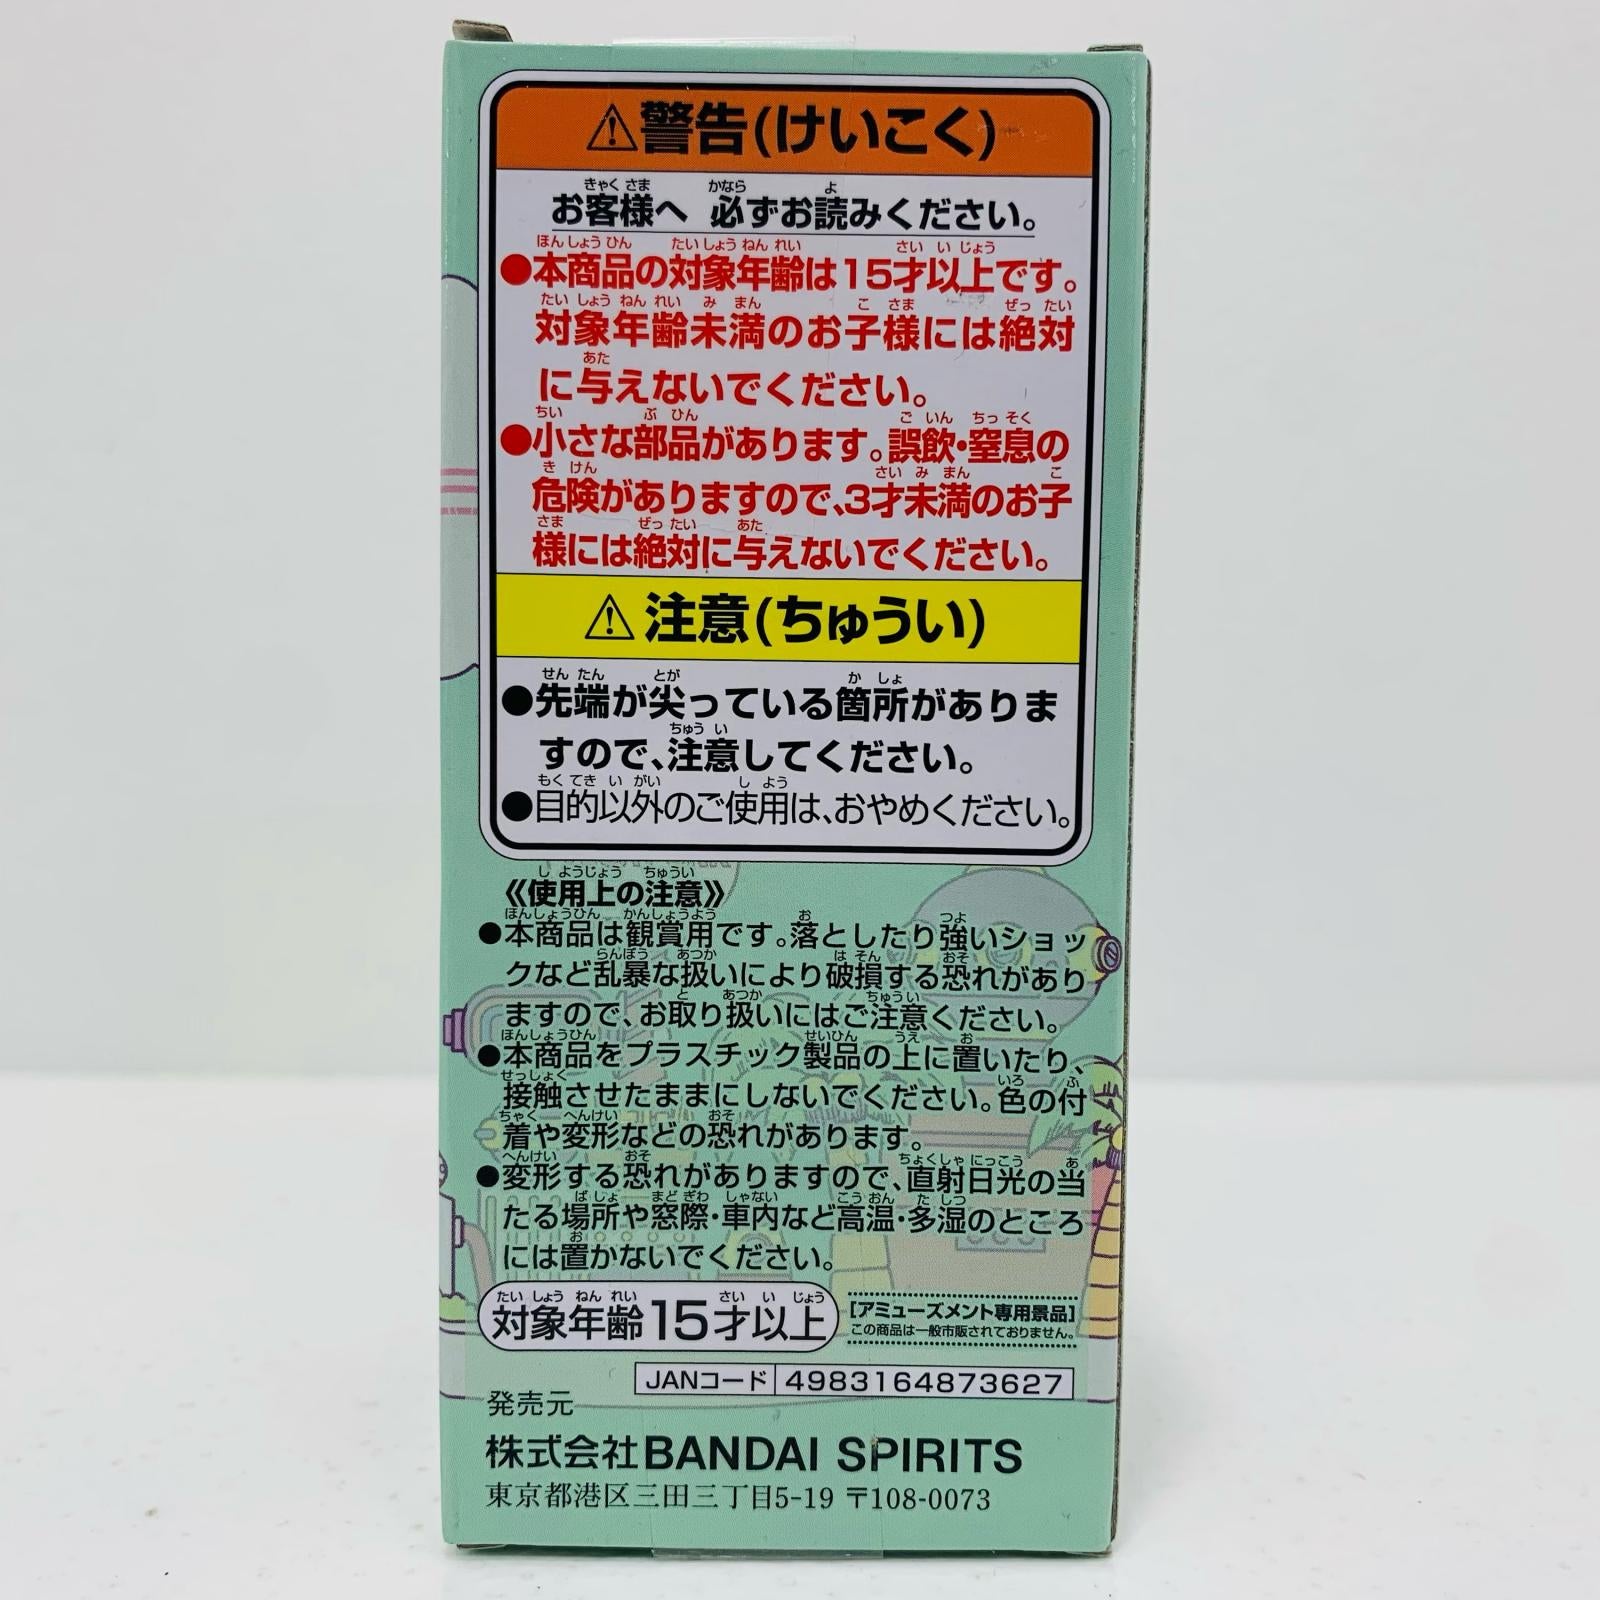 ⚠警告(けいこく)
お客様へ 必ずお読みください。
●本商品の対象年齢は15才以上です。
対象年齢未満のお子様には絶対
に与えないでください。
●小さな部品があります。誤飲・窒息の
危険がありますので、3才未満のお子
様には絶対に与えないでください。
⚠注意(ちゅうい)
●先端が尖っている箇所がありま
すので、注意してください。
●目的以外のご使用は、おやめください。
《使用上の注意》
●本商品は観賞用です。落としたり強いショッ
クなど乱暴な扱いにより破損する恐れがあり
ますので、お取り扱いにはご注意ください。
●本商品をプラスチック製品の上に置いたり、
接触させたままにしないでください。色の付
着や変形などの恐れがあります。
●変形する恐れがありますので、直射日光の当
たる場所や窓際・車内など高温・多湿のところ
には置かないでください。
対象年齢15才以上
[アミューズメント専用景品]
この商品は一般市販されておりません。
JANコード 4983164873627
発売元
株式会社BANDAI SPIRITS
東京都港区三田三丁目5-19 〒108-0073